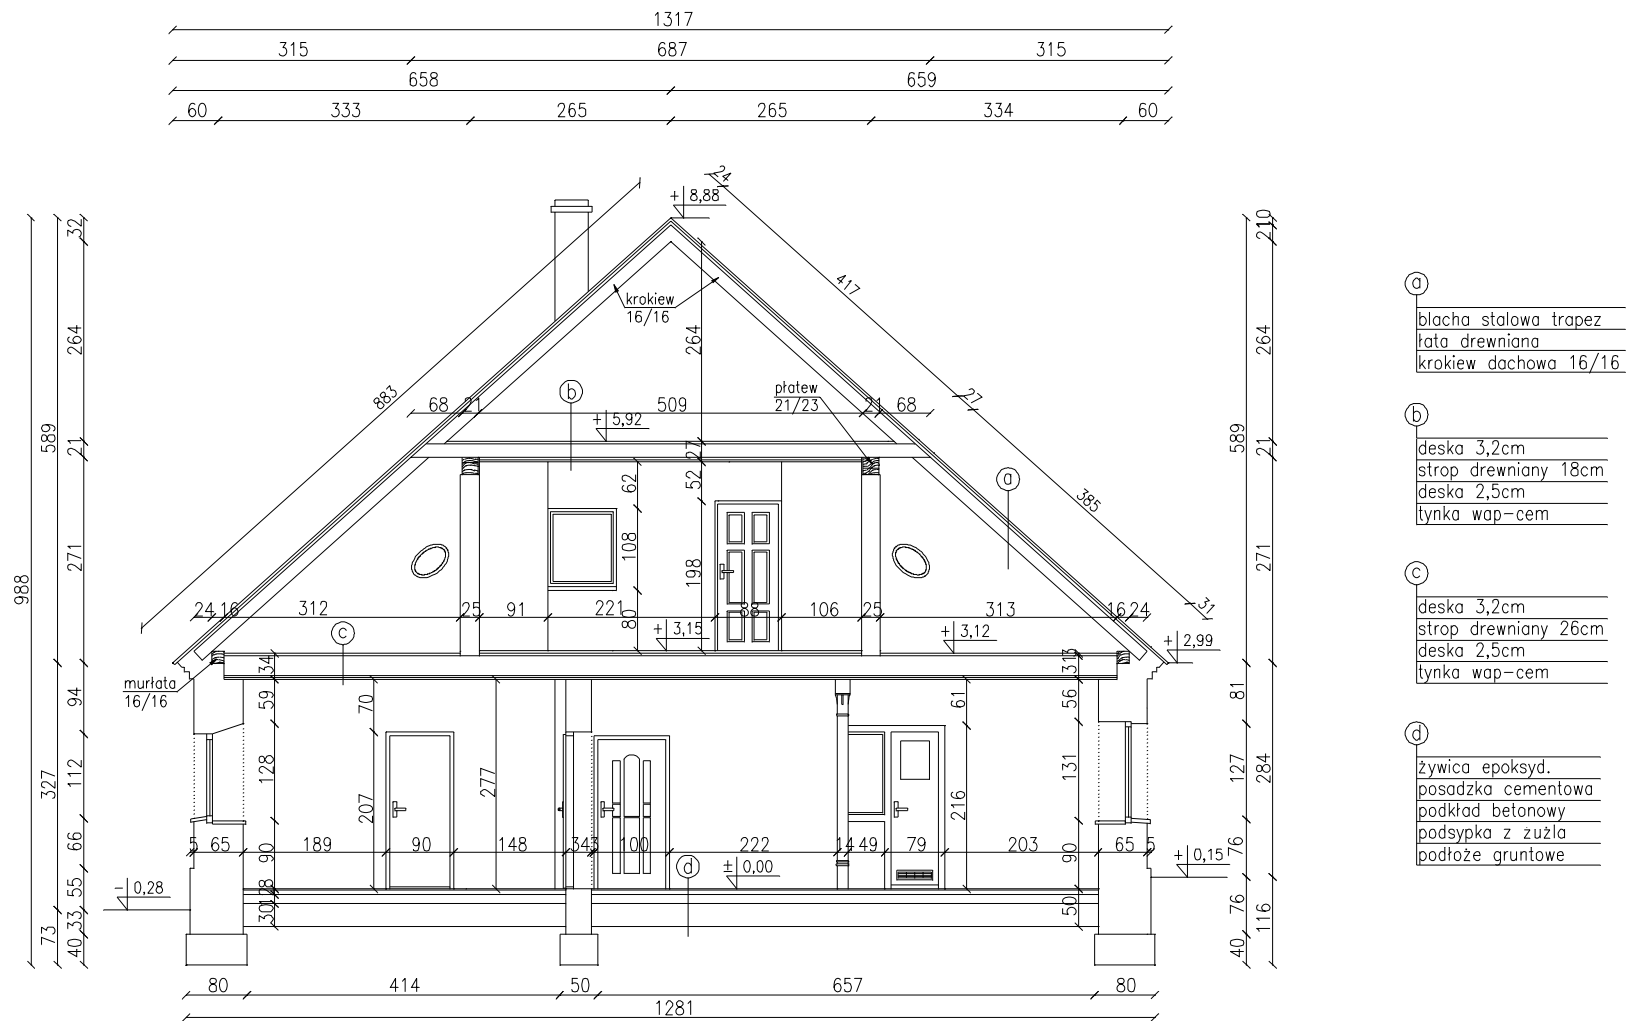 1317
315 687 315
658 659
60 333 265 265 334 60
24
+ 8,88
417
krokiew
16/16
883
264
płatew
21/23
27
68 21 509 21 68
+ 5,92
385
27
62
52
108
198
80
31
24 16 312 25 91 221 88 106 25 313 16 24
+ 3,15
+ 3,12
+ 2,99
murłata
16/16
34
59
128
90
30
70
207
277
61
216
56
131
90
50
5 65 189 90 148 100 222 14 49 79 203 65 5
± 0,00
+ 0,15
- 0,28
988
589
327
73
32
264
21
271
94
112
66
55
33
40
589
81
127
76
76
40
10
2
264
21
271
284
116
80 414 50 657 80
1281
a
b
c
d
a
blacha stalowa trapez
łata drewniana
krokiew dachowa 16/16
b
deska 3,2cm
strop drewniany 18cm
deska 2,5cm
tynka wap-cem
c
deska 3,2cm
strop drewniany 26cm
deska 2,5cm
tynka wap-cem
d
żywica epoksyd.
posadzka cementowa
podkład betonowy
podsypka z żużla
podłoże gruntowe